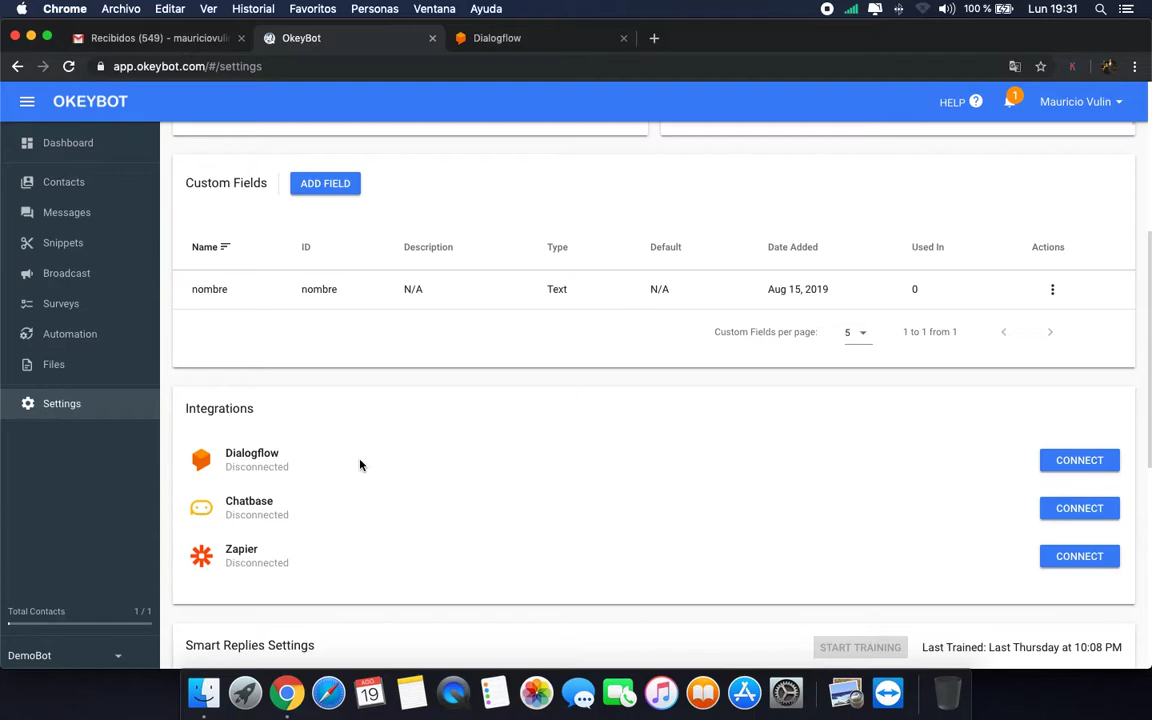 Chrome Archivo Editar Ver Historial Favoritos Personas Ventana Ayuda 100 % Lun 19:31
Recibidos (549) - mauriciovuli OkeyBot Dialogflow
app.okeybot.com/#/settings
OKEYBOT HELP 1 Mauricio Vulin
Dashboard
Contacts
Messages
Snippets
Broadcast
Surveys
Automation
Files
Settings
Total Contacts 1 / 1
DemoBot
Custom Fields ADD FIELD
Name ID Description Type Default Date Added Used In Actions
nombre nombre N/A Text N/A Aug 15, 2019 0
Custom Fields per page: 5 1 to 1 from 1
Integrations
Dialogflow
Disconnected
CONNECT
Chatbase
Disconnected
CONNECT
Zapier
Disconnected
CONNECT
Smart Replies Settings START TRAINING Last Trained: Last Thursday at 10:08 PM
AGO
19